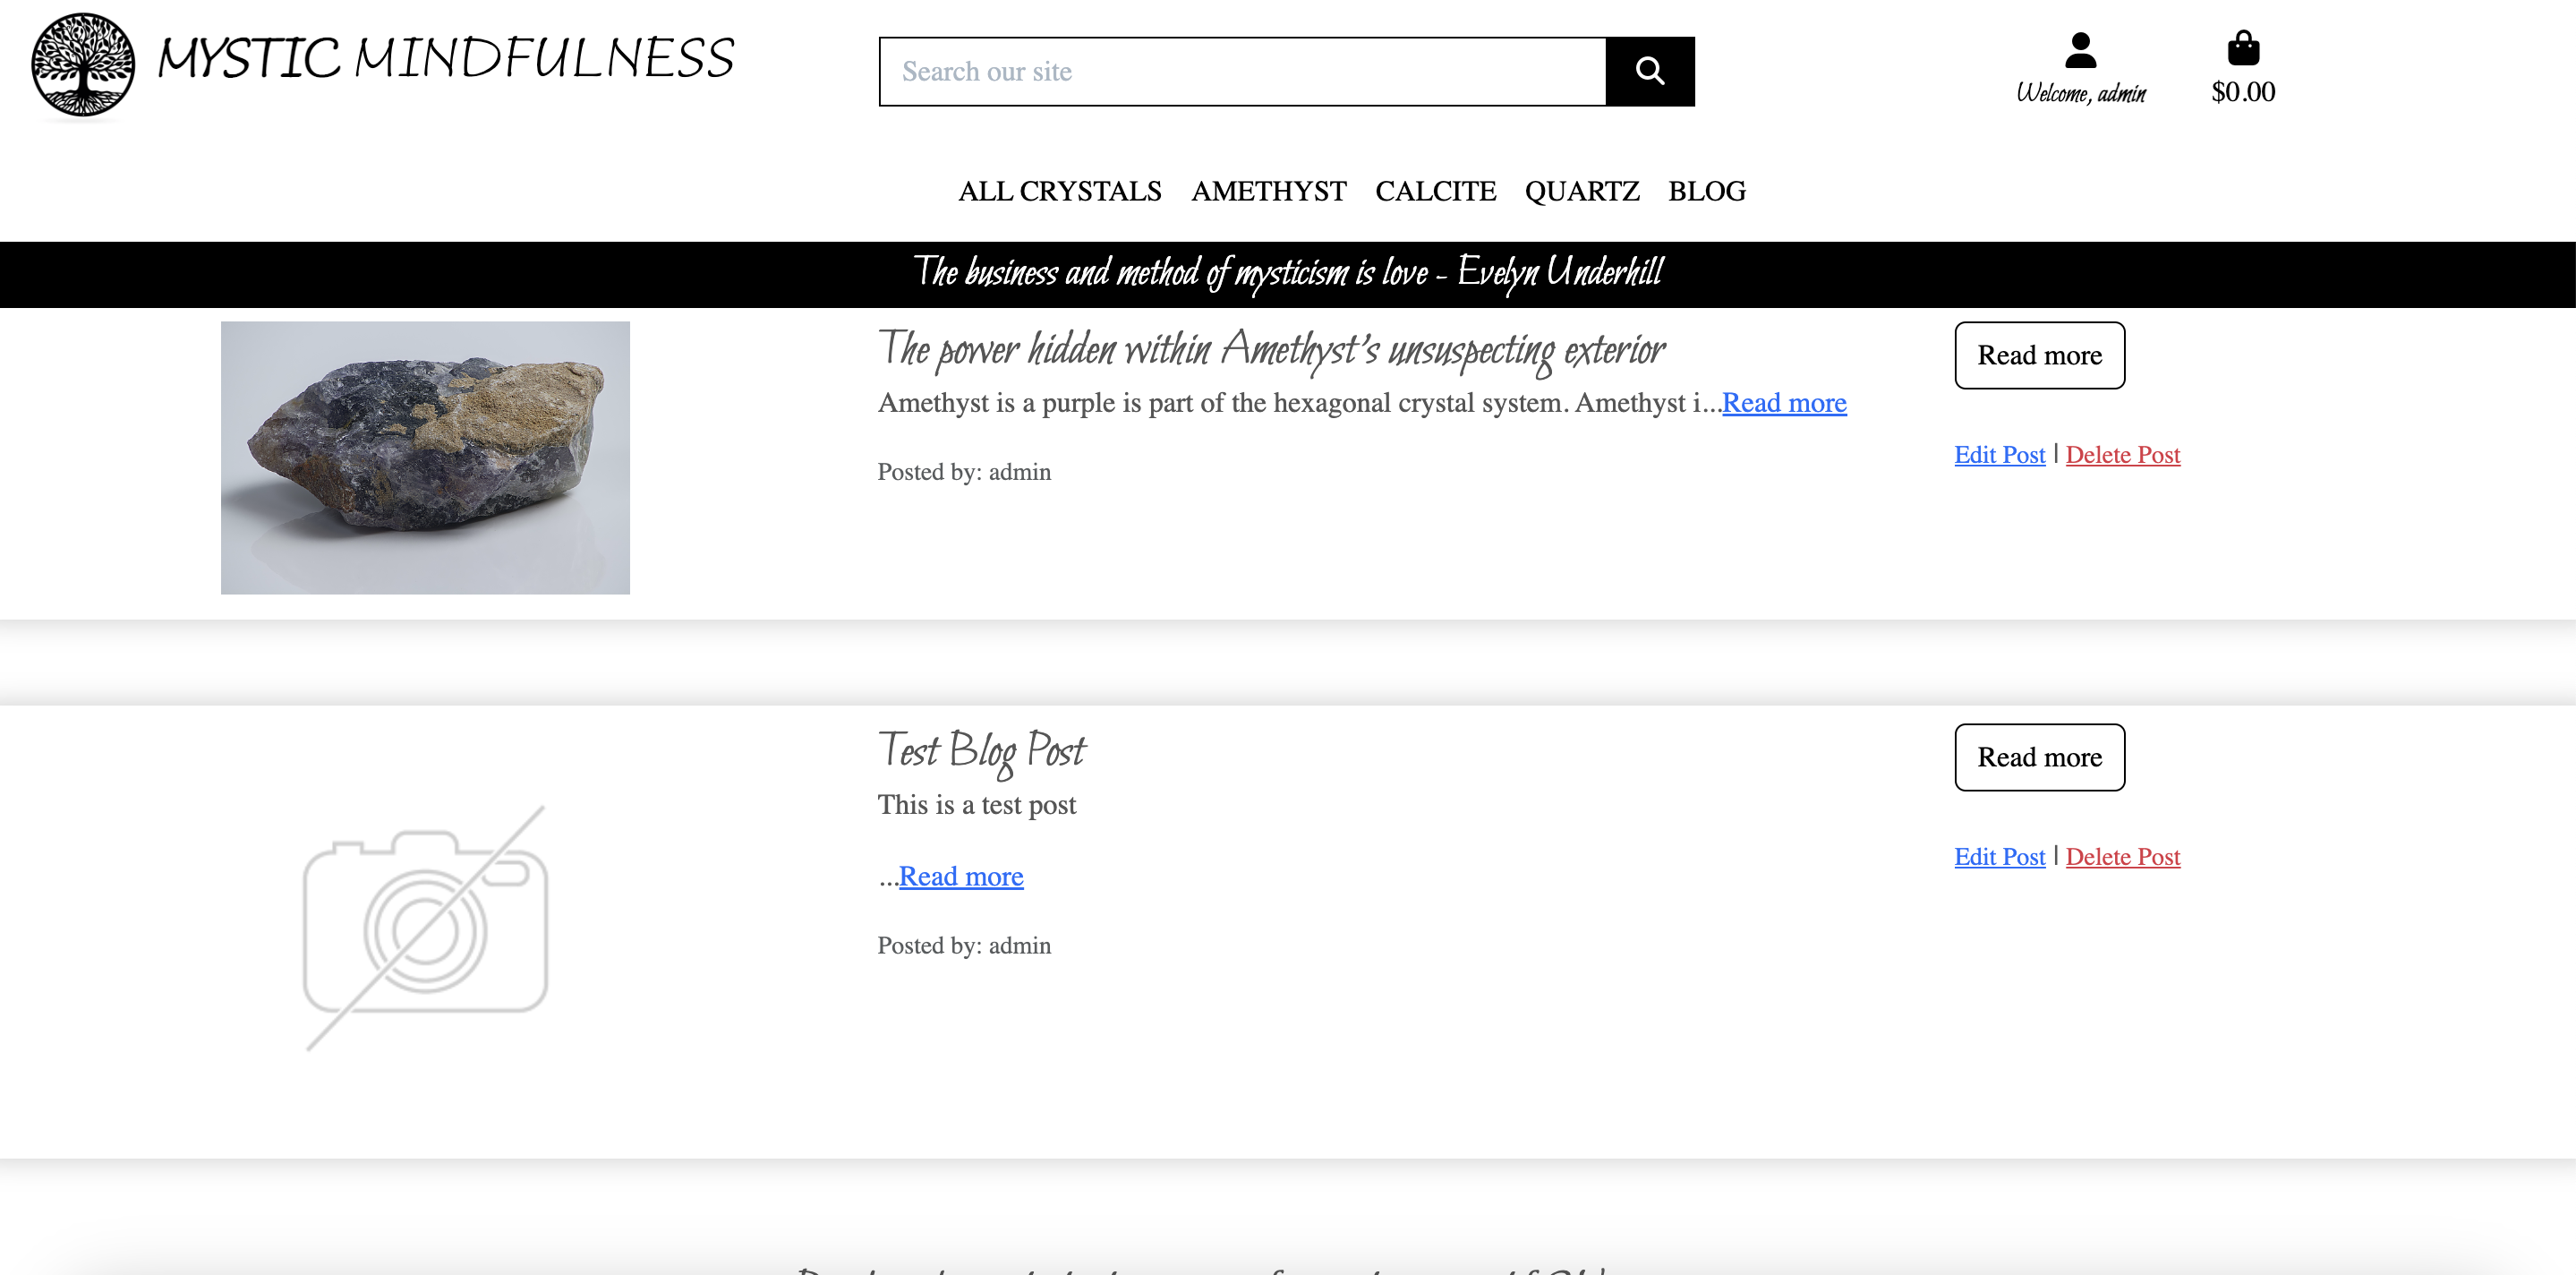 MYSTIC MINDFULNESS
Search our site
Welcome, admin
$0.00
ALL CRYSTALS AMETHYST CALCITE QUARTZ BLOG
The business and method of mysticism is love - Evelyn Underhill
The power hidden within Amethyst's unsuspecting exterior
Read more
Amethyst is a purple is part of the hexagonal crystal system. Amethyst i...Read more
Edit Post | Delete Post
Posted by: admin
Test Blog Post
Read more
This is a test post
Edit Post | Delete Post
...Read more
Posted by: admin